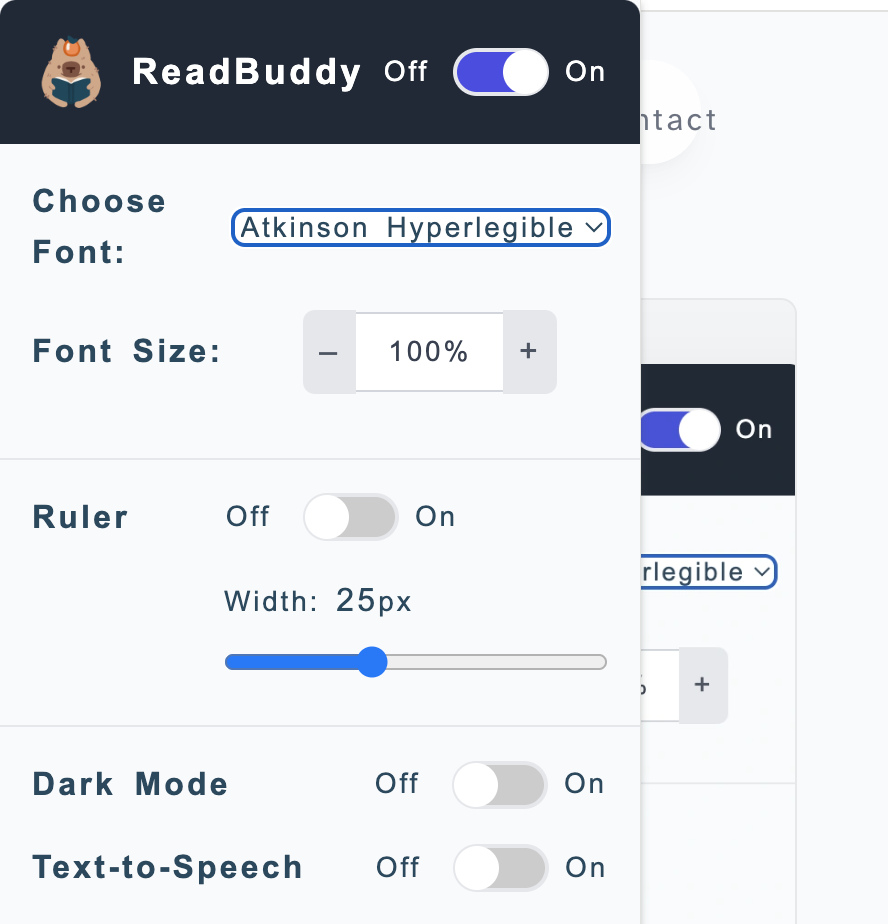 ReadBuddy Off On
ntact
Choose
Font:
Atkinson Hyperlegible
Font Size:
– 100% +
On
Ruler Off On
rlegible
Width: 25px
+
Dark Mode Off On
Text-to-Speech Off On